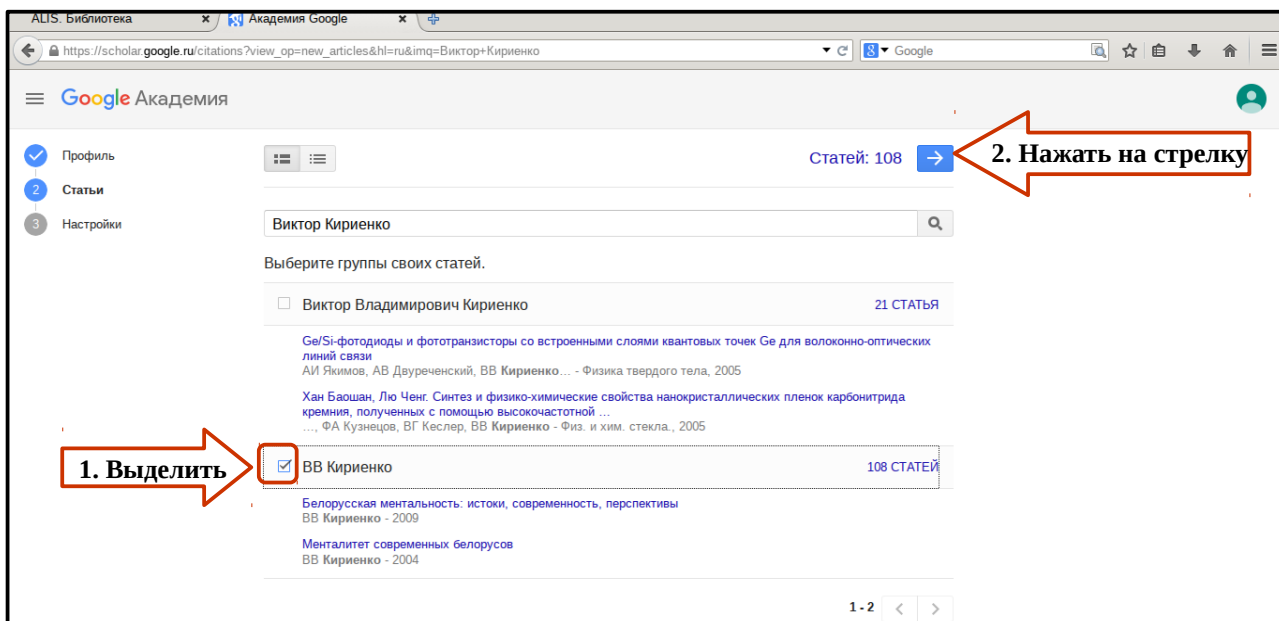 ALIS. Библиотека
Академия Google
https://scholar.google.ru/citations?view_op=new_articles&hl=ru&imq=Виктор+Кириенко
Google
Google Академия
Профиль
2 Статьи
3 Настройки
Статей: 108
2. Нажать на стрелку
Виктор Кириенко
Выберите группы своих статей.
Виктор Владимирович Кириенко 21 СТАТЬЯ
Ge/Si-фотодиоды и фототранзисторы со встроенными слоями квантовых точек Ge для волоконно-оптических
линий связи
АИ Якимов, АВ Двуреченский, ВВ Кириенко... - Физика твердого тела, 2005
Хан Баошан, Лю Ченг. Синтез и физико-химические свойства нанокристаллических пленок карбонитрида
кремния, полученных с помощью высокочастотной ...
…, ФА Кузнецов, ВГ Кеслер, ВВ Кириенко - Физ. и хим. стекла., 2005
1. Выделить
ВВ Кириенко 108 СТАТЕЙ
Белорусская ментальность: истоки, современность, перспективы
ВВ Кириенко - 2009
Менталитет современных белорусов
ВВ Кириенко - 2004
1 - 2